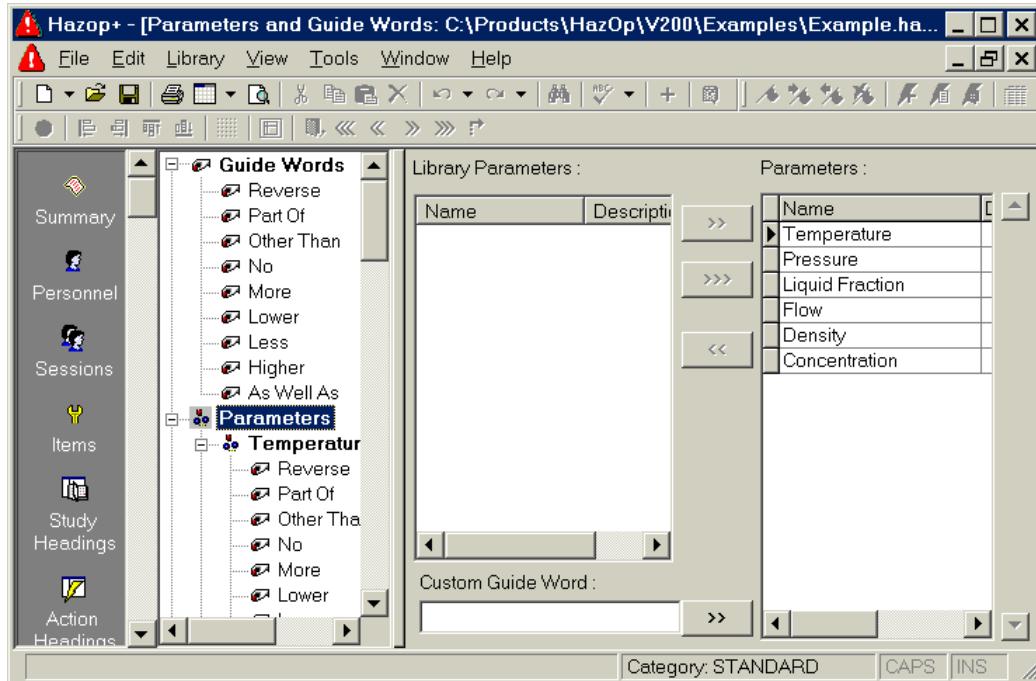 Hazop+ - [Parameters and Guide Words: C:\Products\HazOp\V200\Examples\Example.ha...
File Edit Library View Tools Window Help
Summary
Personnel
Sessions
Items
Study
Headings
Action
Headings
Guide Words
Reverse
Part Of
Other Than
No
More
Lower
Less
Higher
As Well As
Parameters
Temperatur
Reverse
Part Of
Other Tha
No
More
Lower
Library Parameters :
Name Descripti
>>
>>>
<<
Custom Guide Word :
>>
Parameters :
Name D
Temperature
Pressure
Liquid Fraction
Flow
Density
Concentration
Category: STANDARD CAPS INS